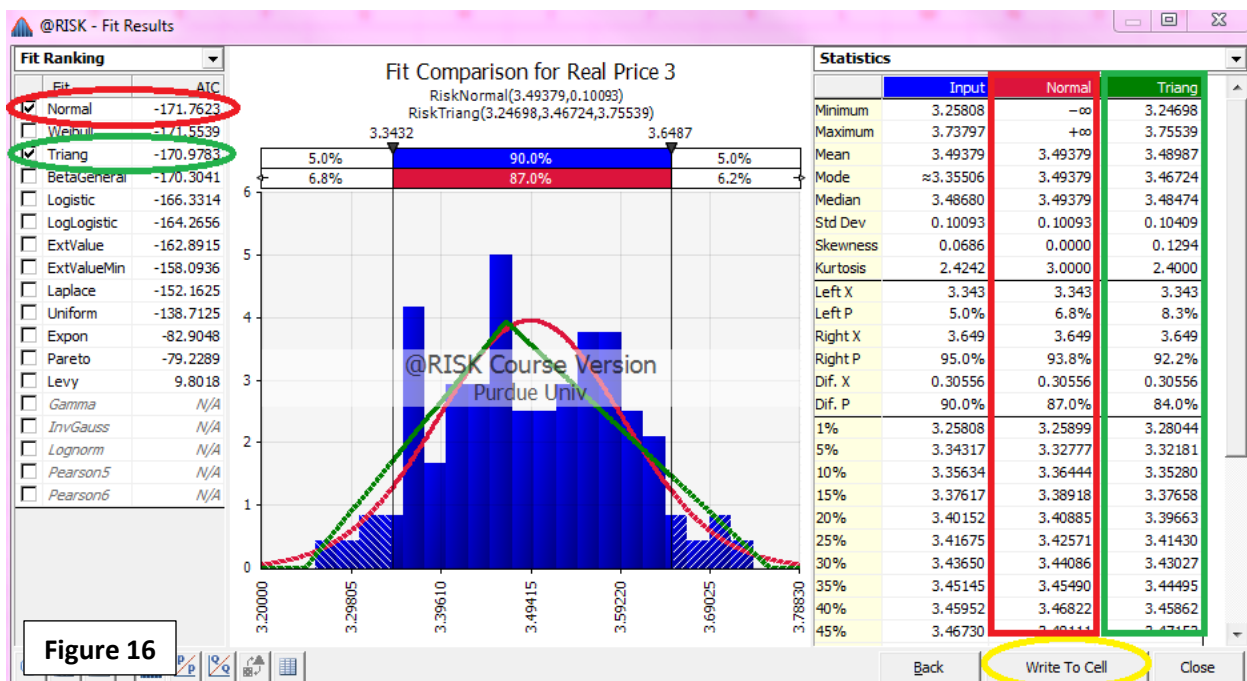 @RISK - Fit Results
Fit Ranking
Fit AIC
Normal -171.7623
Weibull -171.5539
Triang -170.9783
BetaGeneral -170.3041
Logistic -166.3314
LogLogistic -164.2656
ExtValue -162.8915
ExtValueMin -158.0936
Laplace -152.1625
Uniform -138.7125
Expon -82.9048
Pareto -79.2289
Levy 9.8018
Gamma N/A
InvGauss N/A
Lognorm N/A
Pearson5 N/A
Pearson6 N/A
Fit Comparison for Real Price 3
RiskNormal(3.49379,0.10093)
RiskTriang(3.24698,3.46724,3.75539)
3.3432 3.6487
5.0% 90.0% 5.0%
6.8% 87.0% 6.2%
6
5
4
3
2
1
0
@RISK Course Version
Purdue Univ
3.20000 3.29805 3.39610 3.49415 3.59220 3.69025 3.78830
Statistics
Input Normal Triang
Minimum 3.25808 −∞ 3.24698
Maximum 3.73797 +∞ 3.75539
Mean 3.49379 3.49379 3.48987
Mode ≈3.35506 3.49379 3.46724
Median 3.48680 3.49379 3.48474
Std Dev 0.10093 0.10093 0.10409
Skewness 0.0686 0.0000 0.1294
Kurtosis 2.4242 3.0000 2.4000
Left X 3.343 3.343 3.343
Left P 5.0% 6.8% 8.3%
Right X 3.649 3.649 3.649
Right P 95.0% 93.8% 92.2%
Dif. X 0.30556 0.30556 0.30556
Dif. P 90.0% 87.0% 84.0%
1% 3.25808 3.25899 3.28044
5% 3.34317 3.32777 3.32181
10% 3.35634 3.36444 3.35280
15% 3.37617 3.38918 3.37658
20% 3.40152 3.40885 3.39663
25% 3.41675 3.42571 3.41430
30% 3.43650 3.44086 3.43027
35% 3.45145 3.45490 3.44495
40% 3.45952 3.46822 3.45862
45% 3.46730
Figure 16
P/P Q/Q
Back Write To Cell Close